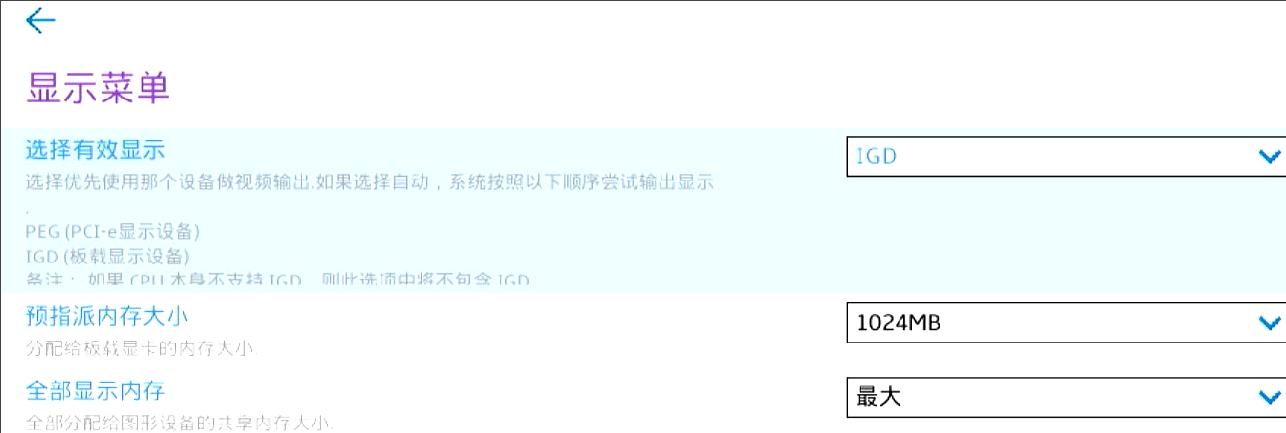 显示菜单
选择有效显示
IGD
选择优先使用那个设备做视频输出.如果选择自动，系统按照以下顺序尝试输出显示
.
PEG (PCI-e显示设备)
IGD (板载显示设备)
备注： 如果 CPU 本身不支持 IGD，则此选项中将不包含 IGD
预指派内存大小
1024MB
分配给板载显卡的内存大小.
全部显示内存
最大
全部分配给图形设备的共享内存大小.